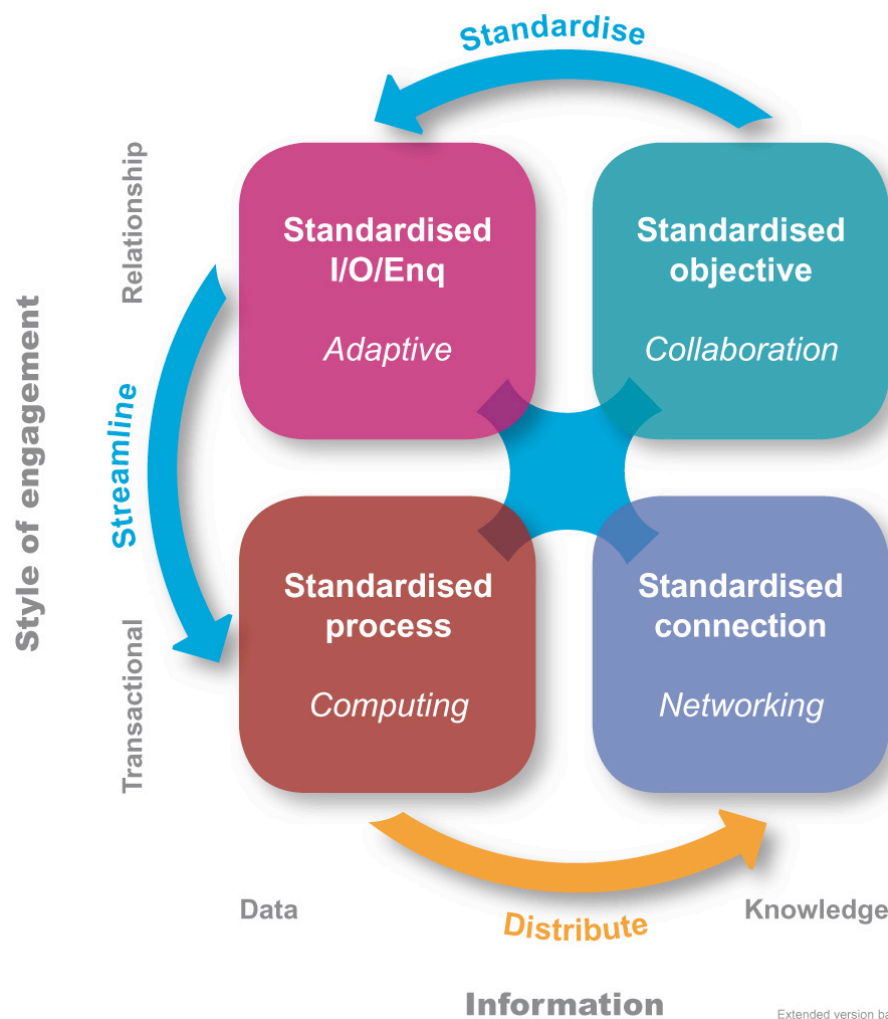 Standardise
Relationship
Standardised
I/O/Enq
Adaptive
Standardised
objective
Collaboration
Style of engagement
Streamline
Transactional
Standardised
process
Computing
Standardised
connection
Networking
Data
Distribute
Knowledge
Information
Extended version ba